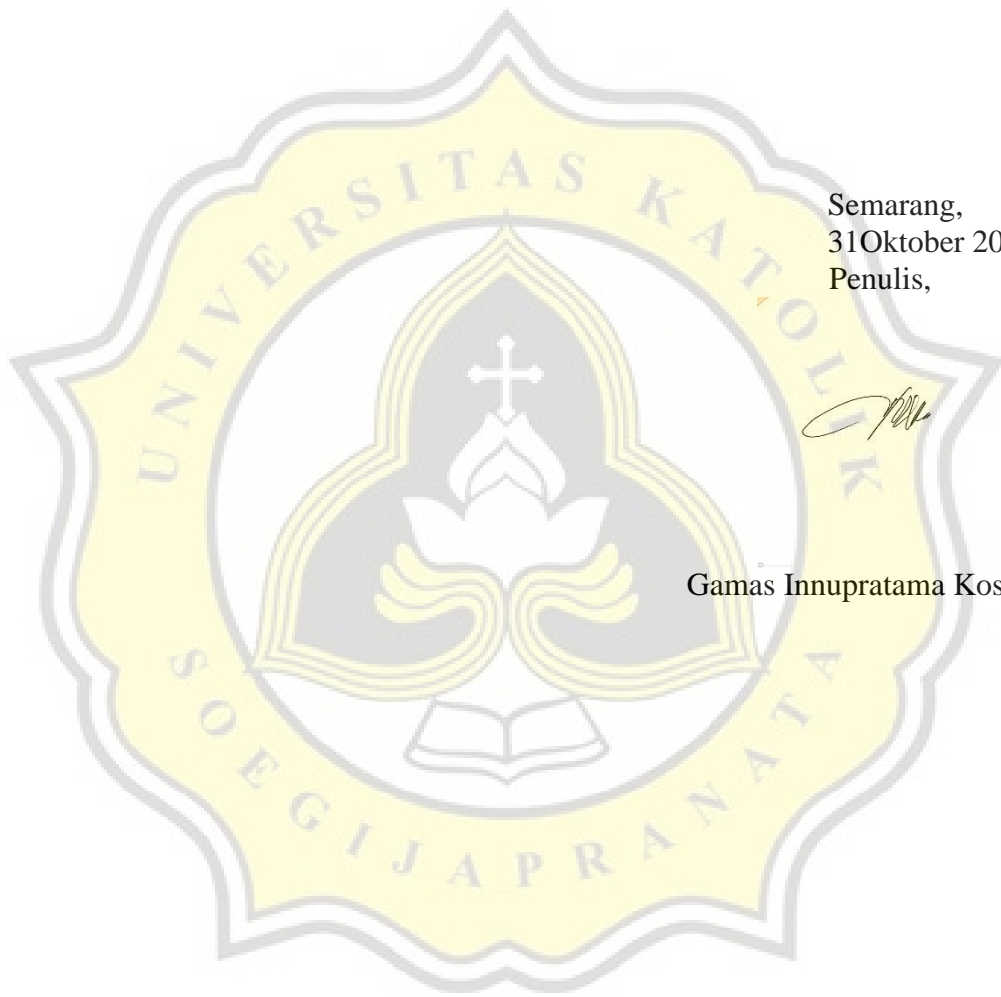 UNIVERSITAS KATOLIK
Semarang,
31Oktober 20
Penulis,
Gamas Innupratama Kos
SOEGIJAPRANATA